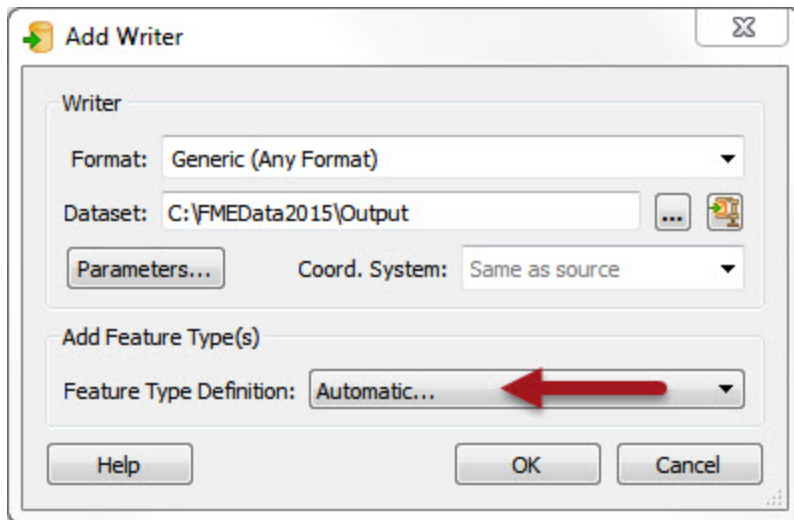 Add Writer
Writer
Format: Generic (Any Format)
Dataset: C:\FMEData2015\Output ...
Parameters... Coord. System: Same as source
Add Feature Type(s)
Feature Type Definition: Automatic...
Help OK Cancel